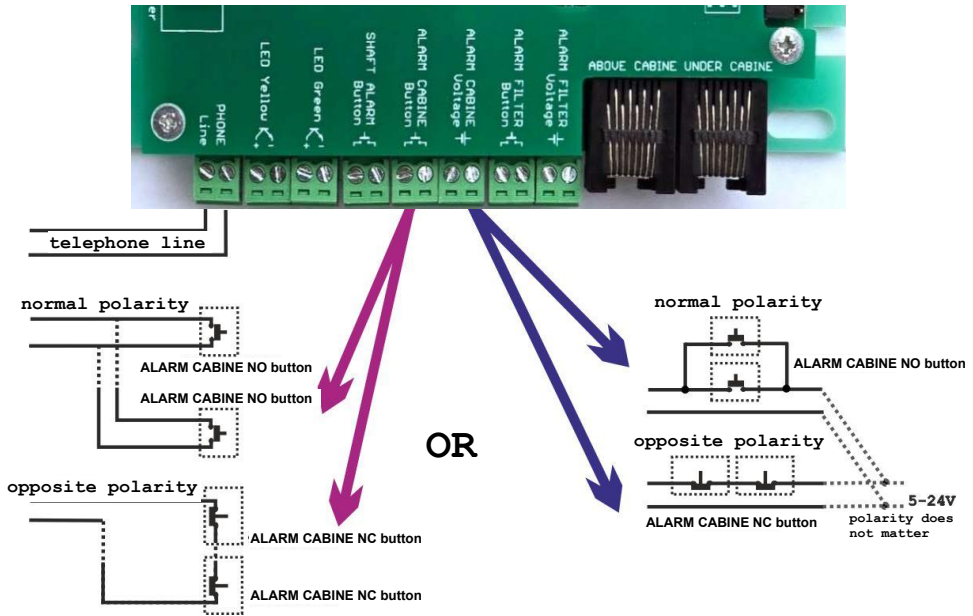 er
PHONE
Line
LED Yellow
LED Green
SHAFT ALARM
Button
ALARM CABINE
Button
ALARM CABINE
Voltage
ALARM FILTER
Button
ALARM FILTER
Voltage
ABOVE CABINE UNDER CABINE
telephone line
normal polarity
ALARM CABINE NO button
ALARM CABINE NO button
opposite polarity
ALARM CABINE NC button
ALARM CABINE NC button
OR
normal polarity
ALARM CABINE NO button
opposite polarity
ALARM CABINE NC button
5-24V
polarity does
not matter